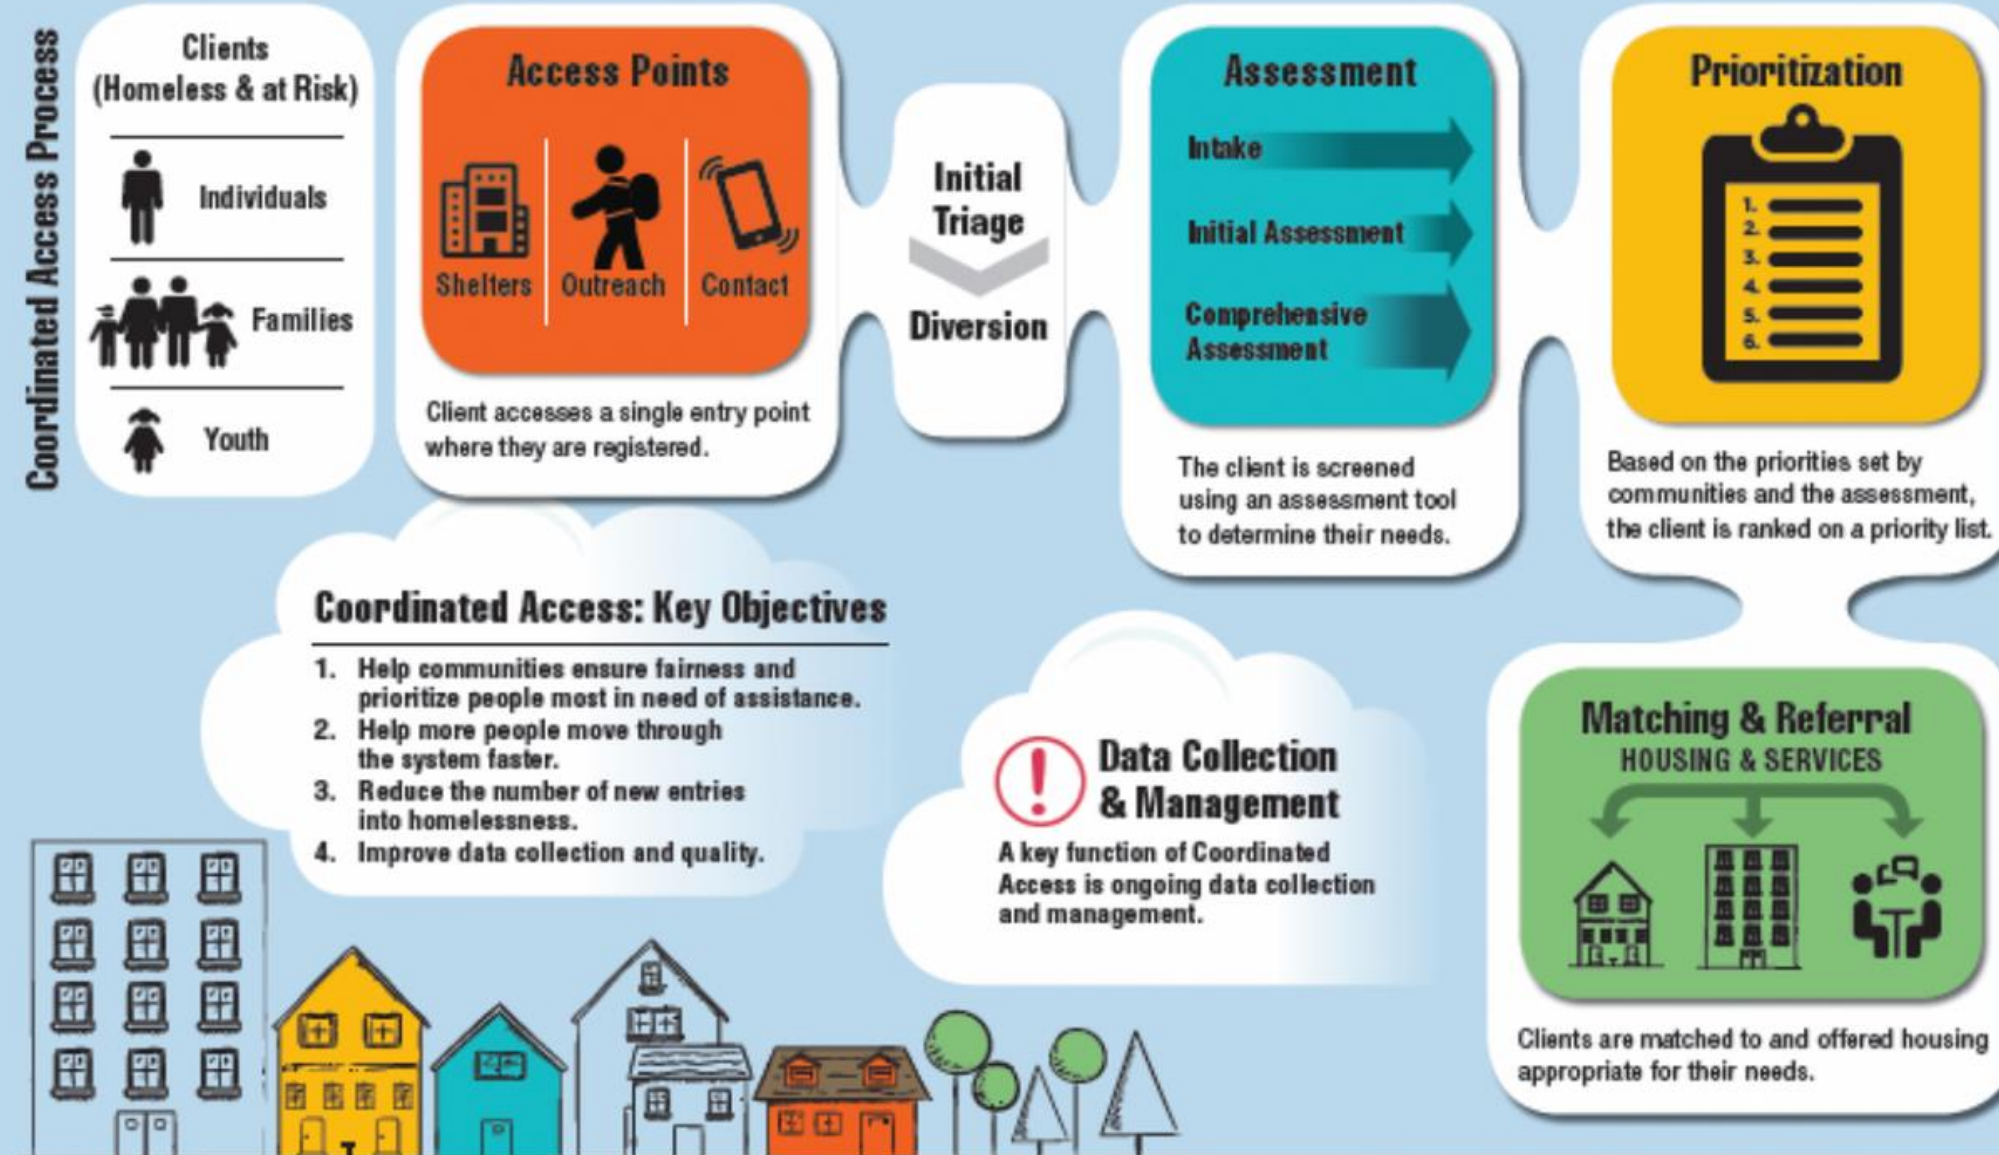 Coordinated Access Process
Clients
(Homeless & at Risk)
Individuals
Families
Youth
Access Points
Shelters
Outreach
Contact
Client accesses a single entry point
where they are registered.
Initial
Triage
Diversion
Assessment
Intake
Initial Assessment
Comprehensive
Assessment
The client is screened
using an assessment tool
to determine their needs.
Prioritization
1.
2.
3.
4.
5.
6.
Based on the priorities set by
communities and the assessment,
the client is ranked on a priority list.
Coordinated Access: Key Objectives
1. Help communities ensure fairness and
prioritize people most in need of assistance.
2. Help more people move through
the system faster.
3. Reduce the number of new entries
into homelessness.
4. Improve data collection and quality.
!
Data Collection
& Management
A key function of Coordinated
Access is ongoing data collection
and management.
Matching & Referral
HOUSING & SERVICES
Clients are matched to and offered housing
appropriate for their needs.